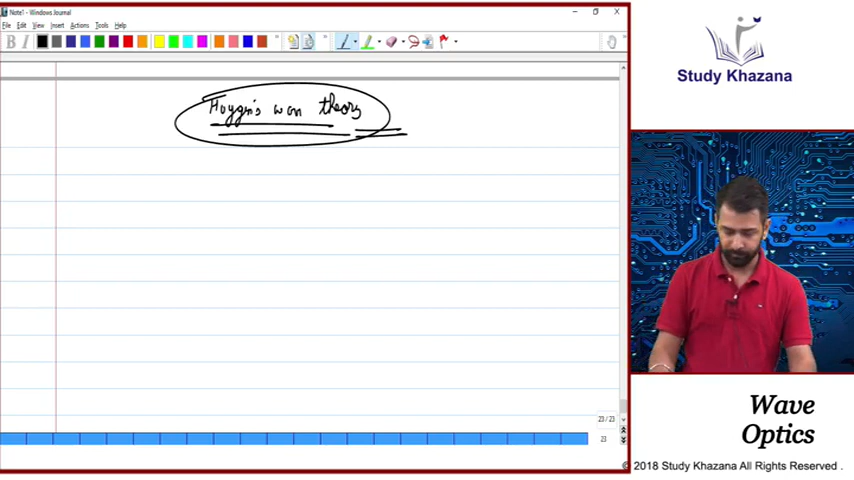 Note1 - Windows Journal
File Edit View Insert Actions Tools Help
B I
Huygen's wave theory
23 / 23
23
Study Khazana
Wave
Optics
© 2018 Study Khazana All Rights Reserved .